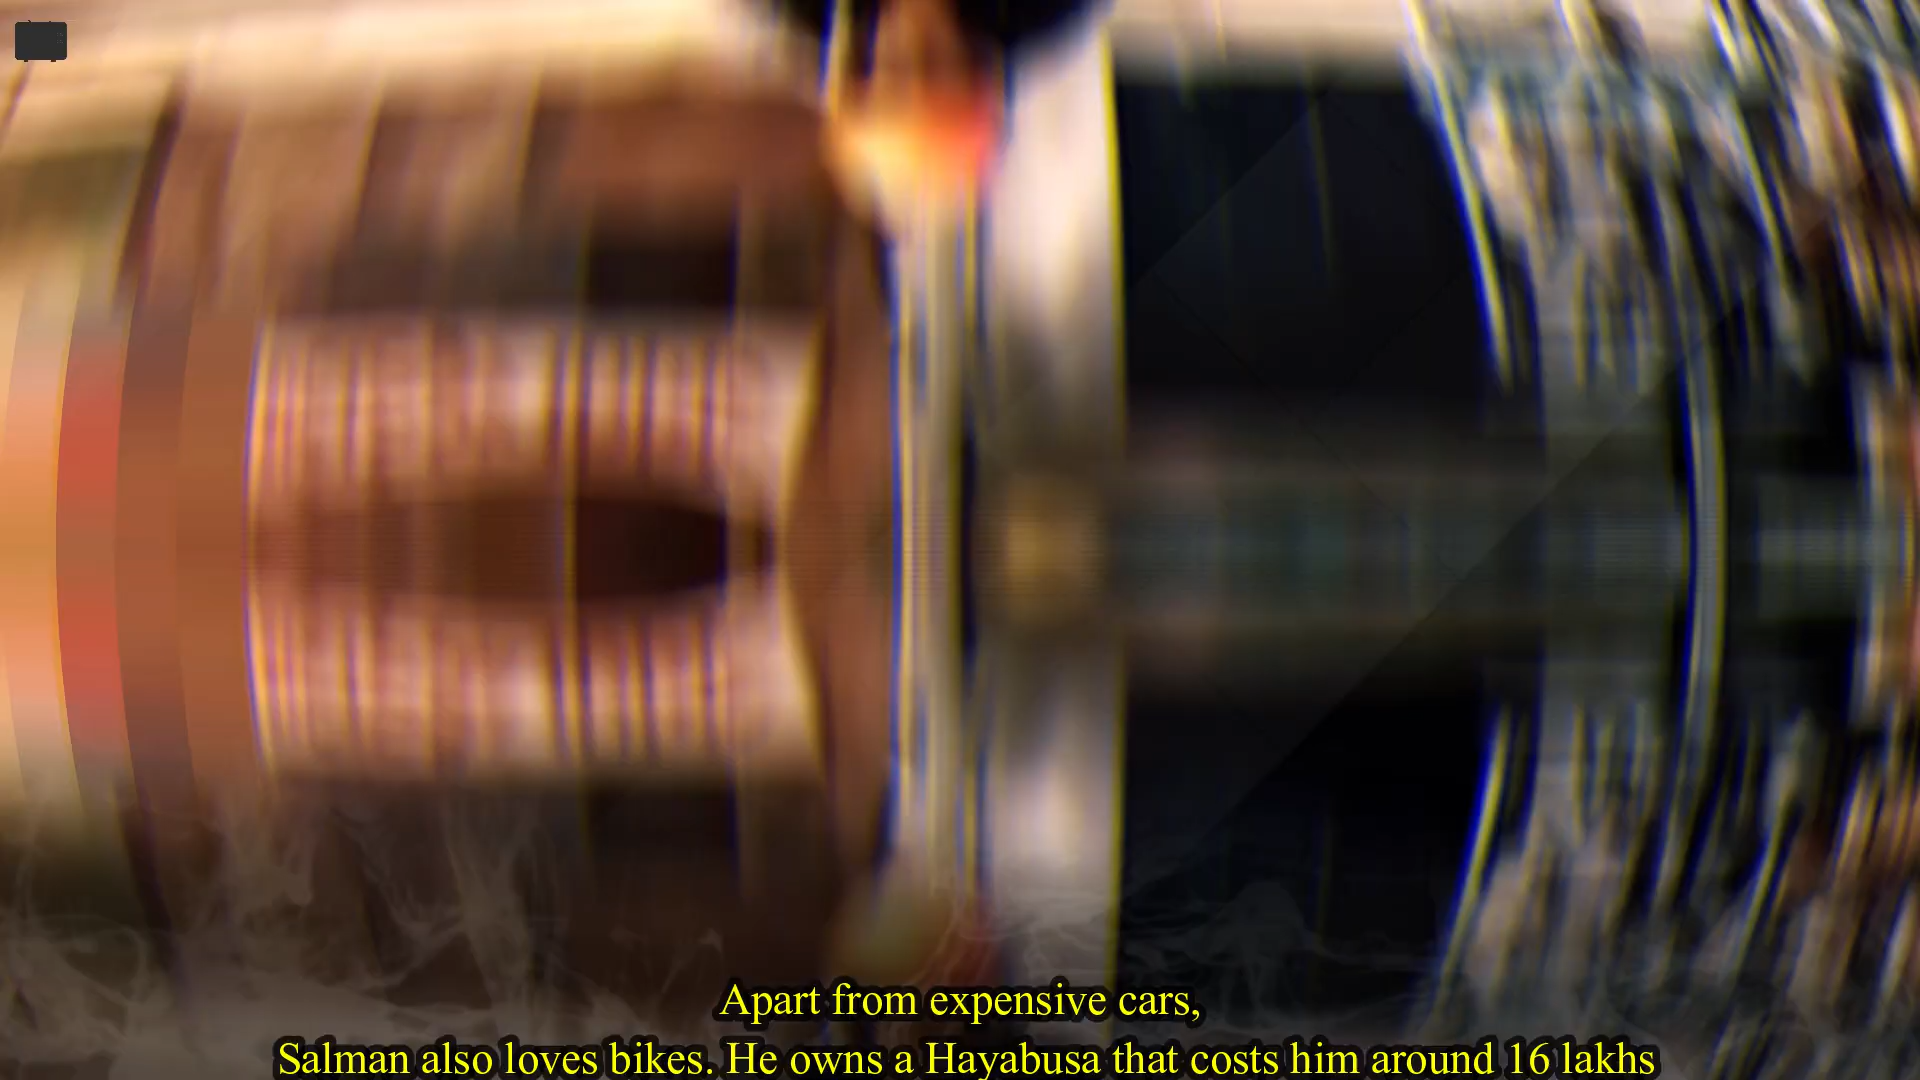 Apart from expensive cars,
Salman also loves bikes. He owns a Hayabusa that costs him around 16 lakhs